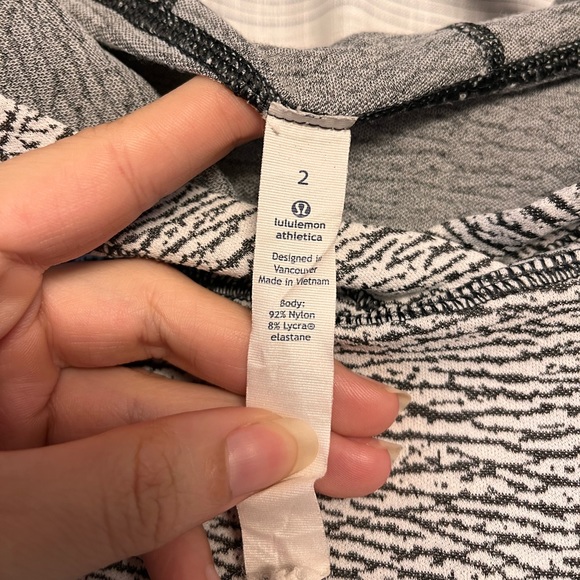 2
lululemon
athletica
Designed in
Vancouver
Made in Vietnam
Body:
92% Nylon
8% Lycra®
elastane